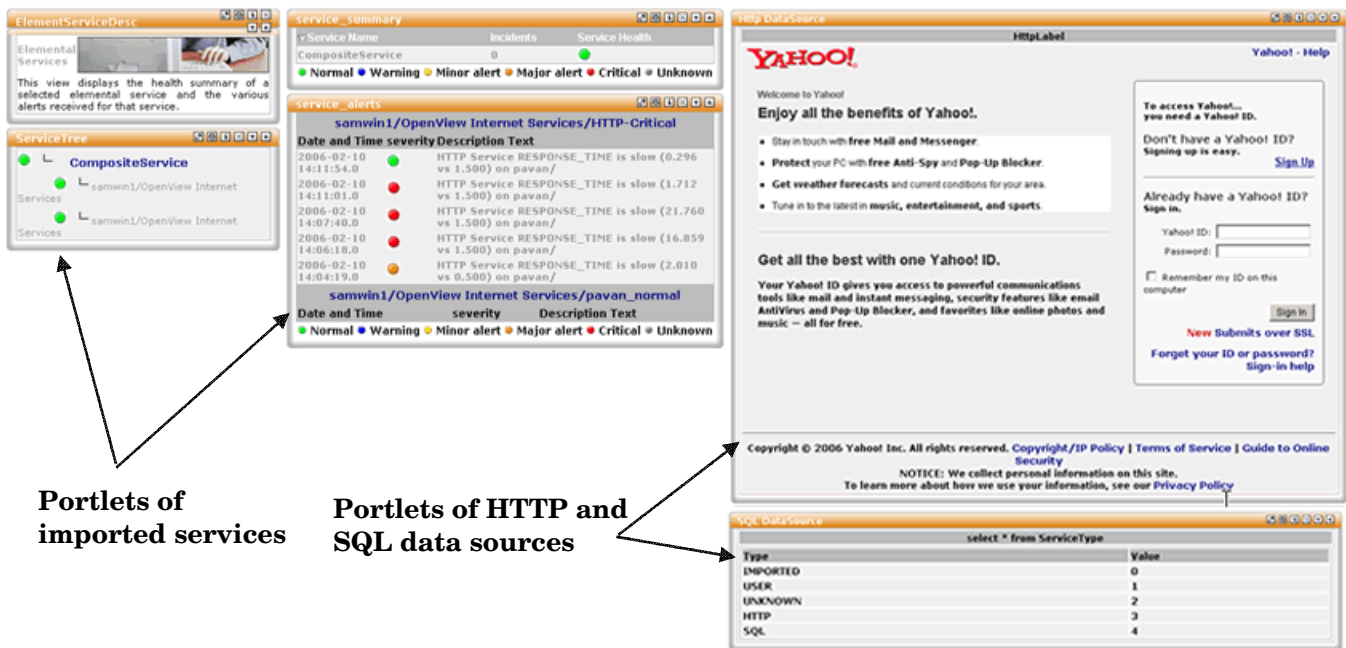 ElementServiceDesc
Elemental
Services
This view displays the health summary of a
selected elemental service and the various
alerts received for that service.
ServiceTree
CompositeService
samwin1/OpenView Internet
Services
samwin1/OpenView Internet
Services
service_summary
Service Name Incidents Service Health
CompositeService 0
Normal Warning Minor alert Major alert Critical Unknown
service_alerts
samwin1/OpenView Internet Services/HTTP-Critical
Date and Time severity Description Text
2006-02-10 HTTP Service RESPONSE_TIME is slow (0.296
14:11:54.0 vs 1.500) on pavan/
2006-02-10 HTTP Service RESPONSE_TIME is slow (1.712
14:11:01.0 vs 1.500) on pavan/
2006-02-10 HTTP Service RESPONSE_TIME is slow (21.760
14:07:40.0 vs 1.500) on pavan/
2006-02-10 HTTP Service RESPONSE_TIME is slow (16.859
14:06:18.0 vs 1.500) on pavan/
2006-02-10 HTTP Service RESPONSE_TIME is slow (2.010
14:04:19.0 vs 0.500) on pavan/
samwin1/OpenView Internet Services/pavan_normal
Date and Time severity Description Text
Normal Warning Minor alert Major alert Critical Unknown
Http DataSource
HttpLabel
YAHOO!
Yahoo! - Help
Welcome to Yahoo!
Enjoy all the benefits of Yahoo!.
• Stay in touch with free Mail and Messenger.
• Protect your PC with free Anti-Spy and Pop-Up Blocker.
• Get weather forecasts and current conditions for your area.
• Tune in to the latest in music, entertainment, and sports.
Get all the best with one Yahoo! ID.
Your Yahoo! ID gives you access to powerful communications
tools like mail and instant messaging, security features like email
AntiVirus and Pop-Up Blocker, and favorites like online photos and
music — all for free.
To access Yahoo!...
you need a Yahoo! ID.
Don't have a Yahoo! ID?
Signing up is easy.
Sign Up
Already have a Yahoo! ID?
Sign in.
Yahoo! ID:
Password:
Remember my ID on this
computer
Sign In
New Submits over SSL
Forget your ID or password?
Sign-in help
Copyright © 2006 Yahoo! Inc. All rights reserved. Copyright/IP Policy | Terms of Service | Guide to Online
Security
NOTICE: We collect personal information on this site.
To learn more about how we use your information, see our Privacy Policy
SQL DataSource
select * from ServiceType
Type Value
IMPORTED 0
USER 1
UNKNOWN 2
HTTP 3
SQL 4
Portlets of
imported services
Portlets of HTTP and
SQL data sources